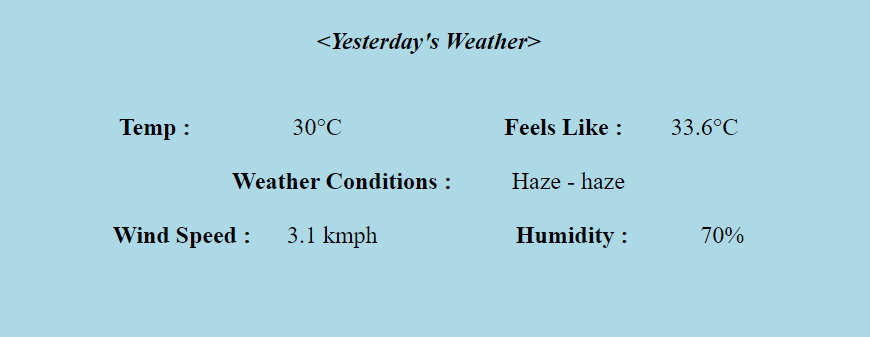 <Yesterday's Weather>
Temp : 30°C Feels Like : 33.6°C
Weather Conditions : Haze - haze
Wind Speed : 3.1 kmph Humidity : 70%